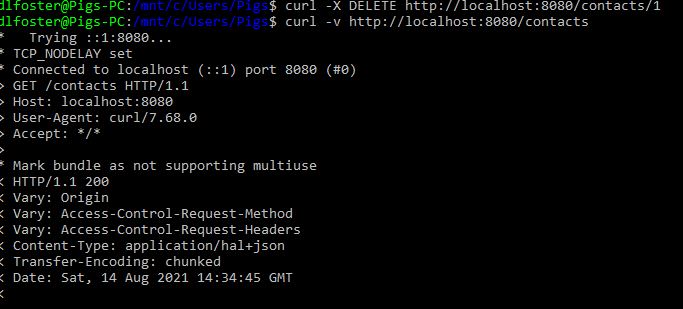 dlfoster@Pigs-PC:/mnt/c/Users/Pigs$ curl -X DELETE http://localhost:8080/contacts/1
dlfoster@Pigs-PC:/mnt/c/Users/Pigs$ curl -v http://localhost:8080/contacts
*   Trying ::1:8080...
* TCP_NODELAY set
* Connected to localhost (::1) port 8080 (#0)
> GET /contacts HTTP/1.1
> Host: localhost:8080
> User-Agent: curl/7.68.0
> Accept: */*
>
* Mark bundle as not supporting multiuse
< HTTP/1.1 200
< Vary: Origin
< Vary: Access-Control-Request-Method
< Vary: Access-Control-Request-Headers
< Content-Type: application/hal+json
< Transfer-Encoding: chunked
< Date: Sat, 14 Aug 2021 14:34:45 GMT
<